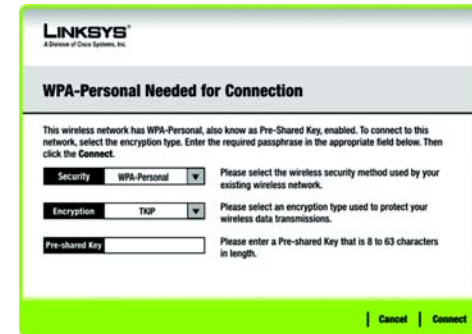 LINKSYS®
A Division of Cisco Systems, Inc.
WPA-Personal Needed for Connection
This wireless network has WPA-Personal, also know as Pre-Shared Key, enabled. To connect to this
network, select the encryption type. Enter the required passphrase in the appropriate field below. Then
click the Connect.
Security WPA-Personal Please select the wireless security method used by your
existing wireless network.
Encryption TKIP Please select an encryption type used to protect your
wireless data transmissions.
Pre-shared Key Please enter a Pre-shared Key that is 8 to 63 characters
in length.
Cancel Connect